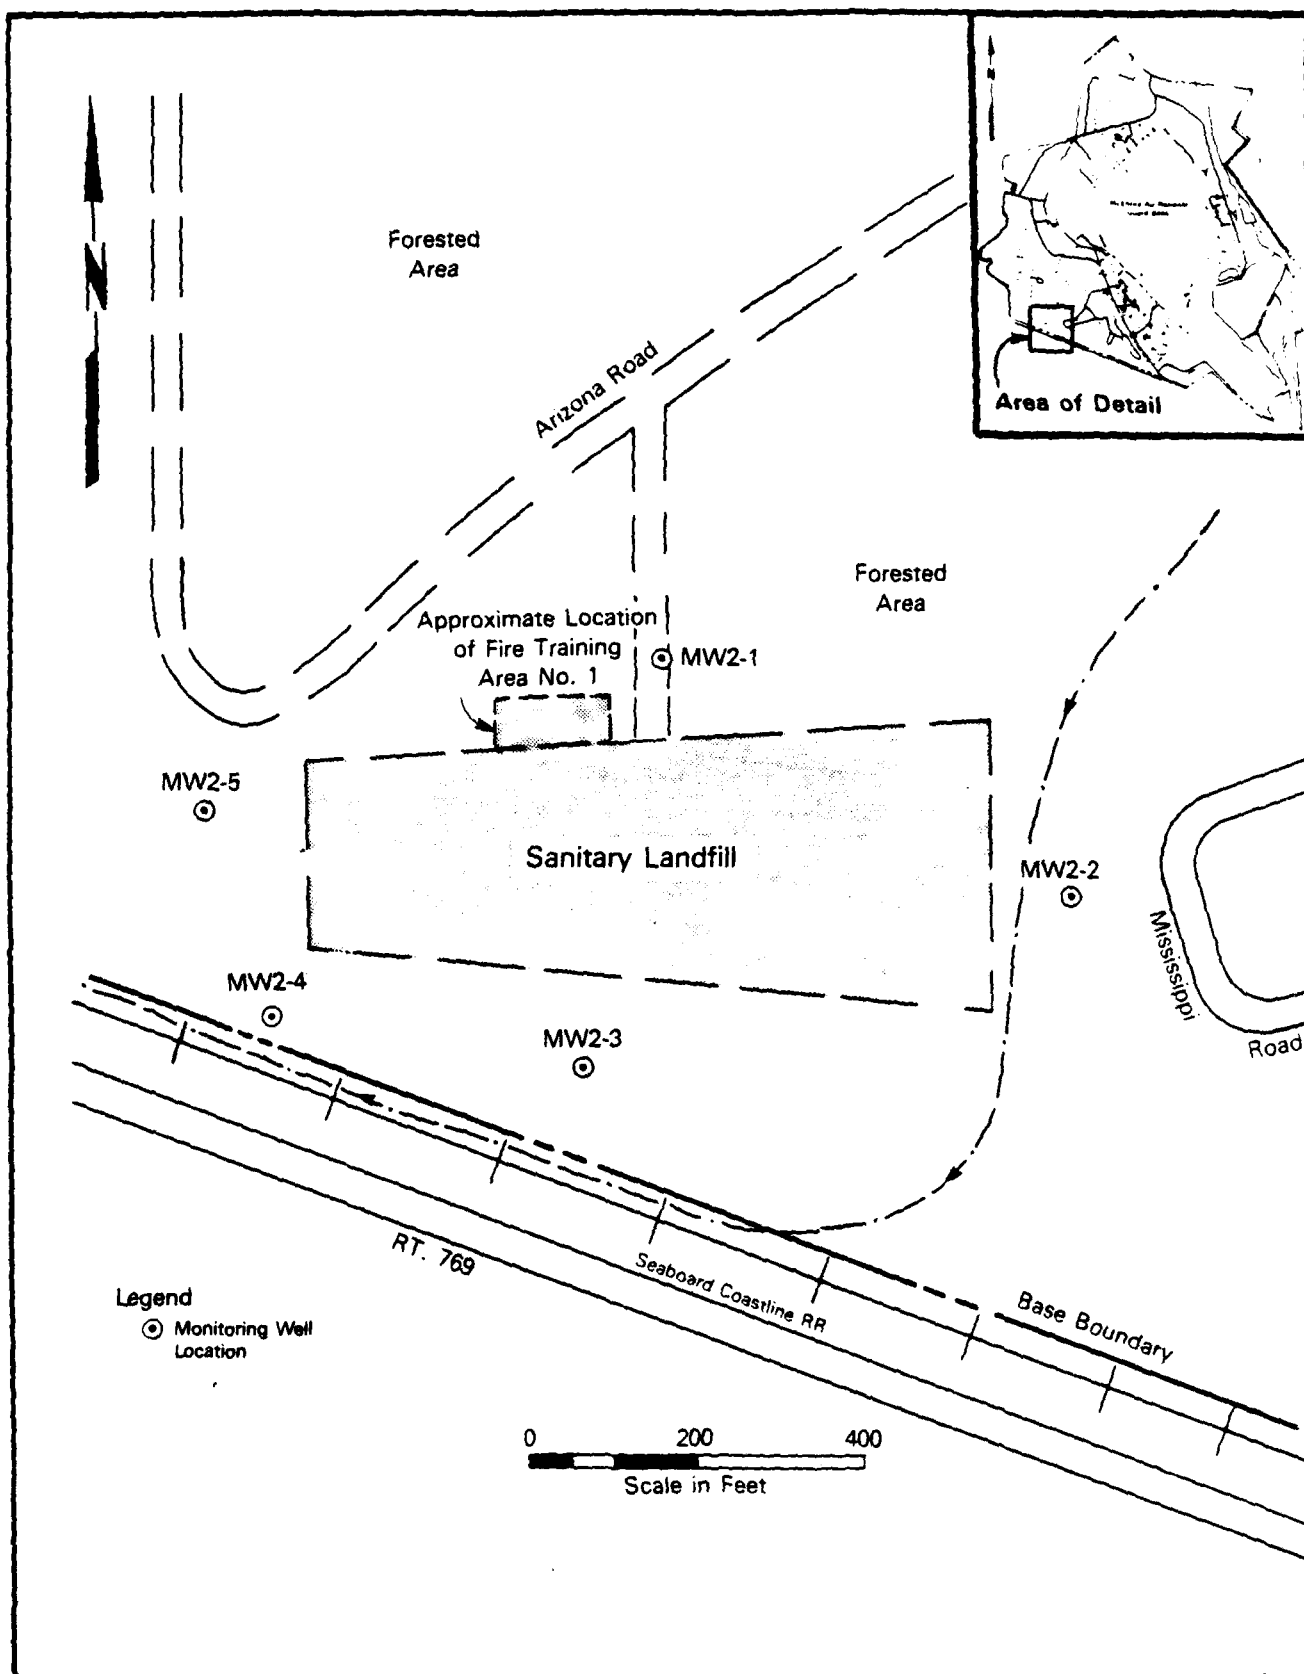 N
N
Area of Detail
Forested
Area
Arizona Road
Forested
Area
Approximate Location
of Fire Training
Area No. 1
MW2-1
MW2-5
Sanitary Landfill
MW2-2
Mississippi
Road
MW2-4
MW2-3
RT. 769
Seaboard Coastline RR
Base Boundary
Legend
Monitoring Well
Location
0 200 400
Scale in Feet